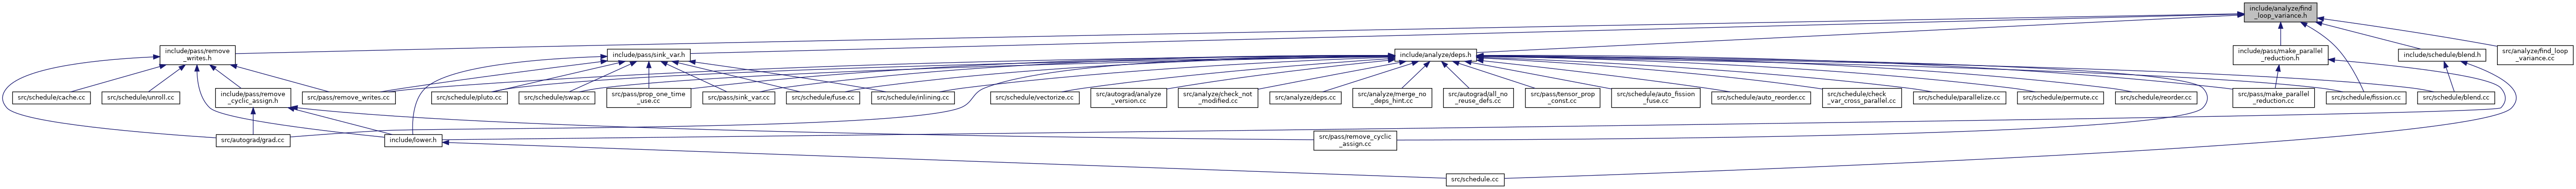 include/analyze/find
_loop_variance.h
include/pass/remove
_writes.h
include/pass/sink_var.h
include/analyze/deps.h
include/pass/make_parallel
_reduction.h
include/schedule/blend.h
src/analyze/find_loop
_variance.cc
src/schedule/cache.cc
src/schedule/unroll.cc
include/pass/remove
_cyclic_assign.h
src/pass/remove_writes.cc
src/schedule/pluto.cc
src/schedule/swap.cc
src/pass/prop_one_time
_use.cc
src/pass/sink_var.cc
src/schedule/fuse.cc
src/schedule/inlining.cc
src/schedule/vectorize.cc
src/autograd/analyze
_version.cc
src/analyze/check_not
_modified.cc
src/analyze/deps.cc
src/analyze/merge_no
_deps_hint.cc
src/autograd/all_no
_reuse_defs.cc
src/pass/tensor_prop
_const.cc
src/schedule/auto_fission
_fuse.cc
src/schedule/auto_reorder.cc
src/schedule/check
_var_cross_parallel.cc
src/schedule/parallelize.cc
src/schedule/permute.cc
src/schedule/reorder.cc
src/pass/make_parallel
_reduction.cc
src/schedule/fission.cc
src/schedule/blend.cc
src/autograd/grad.cc
include/lower.h
src/pass/remove_cyclic
_assign.cc
src/schedule.cc